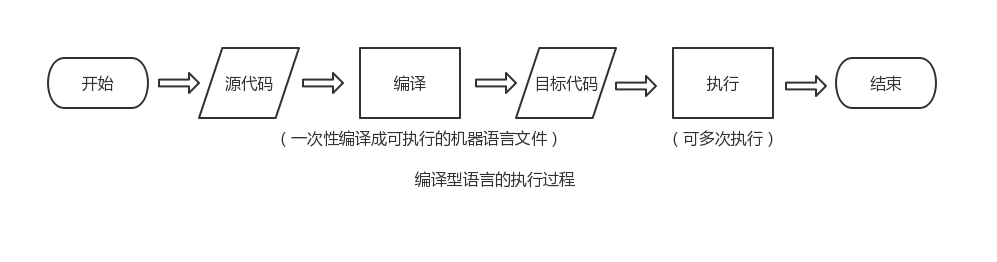 开始
源代码
编译
目标代码
执行
结束
（一次性编译成可执行的机器语言文件）
（可多次执行）
编译型语言的执行过程